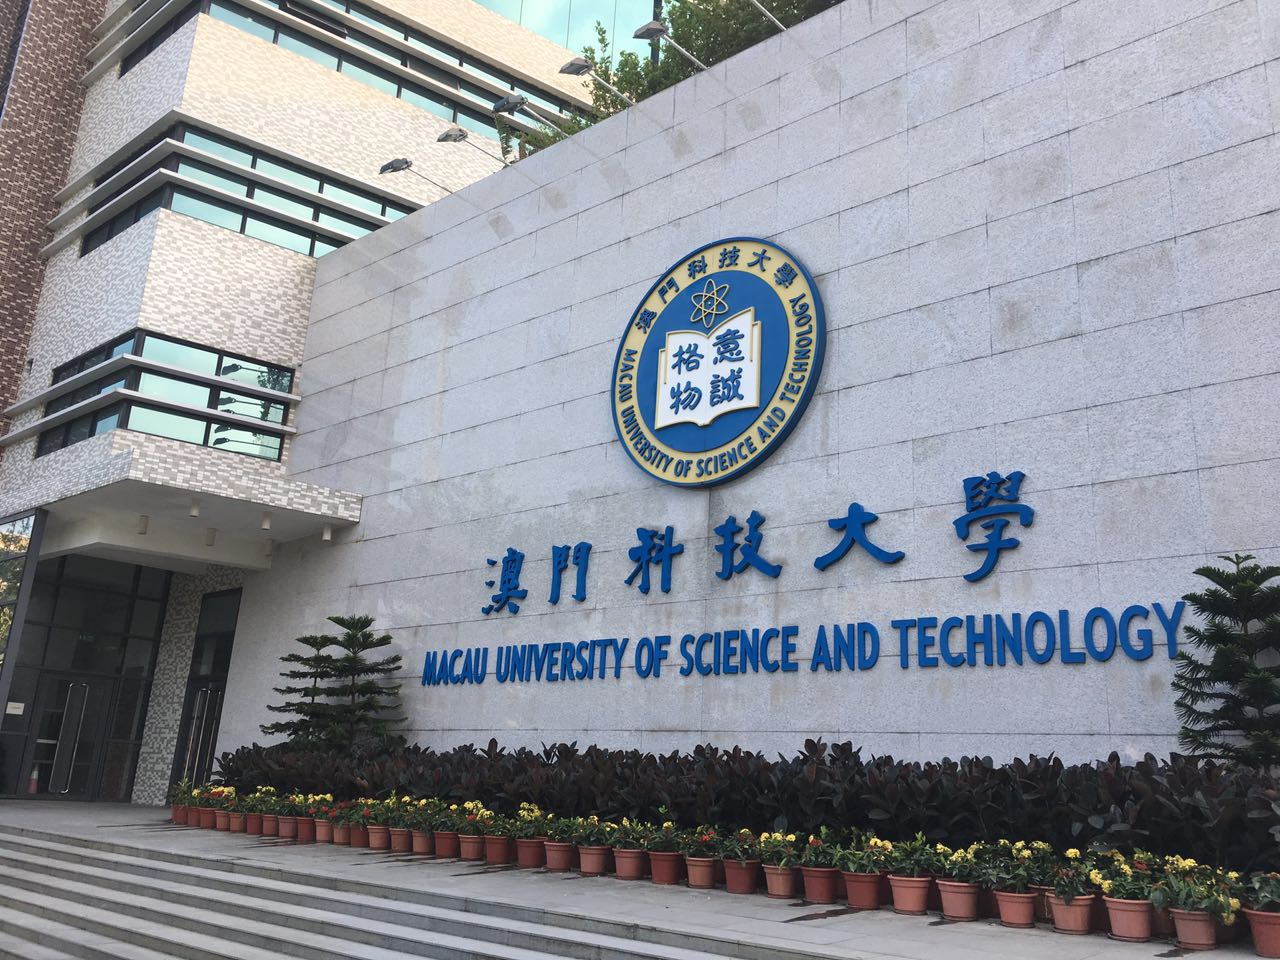 澳門科技大學
MACAU UNIVERSITY OF SCIENCE AND TECHNOLOGY
意誠
格物
澳門科技大學
MACAU UNIVERSITY OF SCIENCE AND TECHNOLOGY